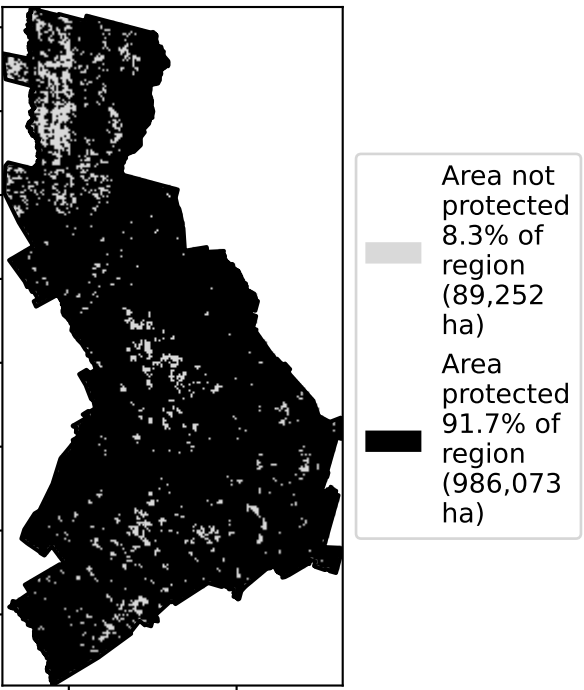 Area not
protected
8.3% of
region
(89,252
ha)
Area
protected
91.7% of
region
(986,073
ha)